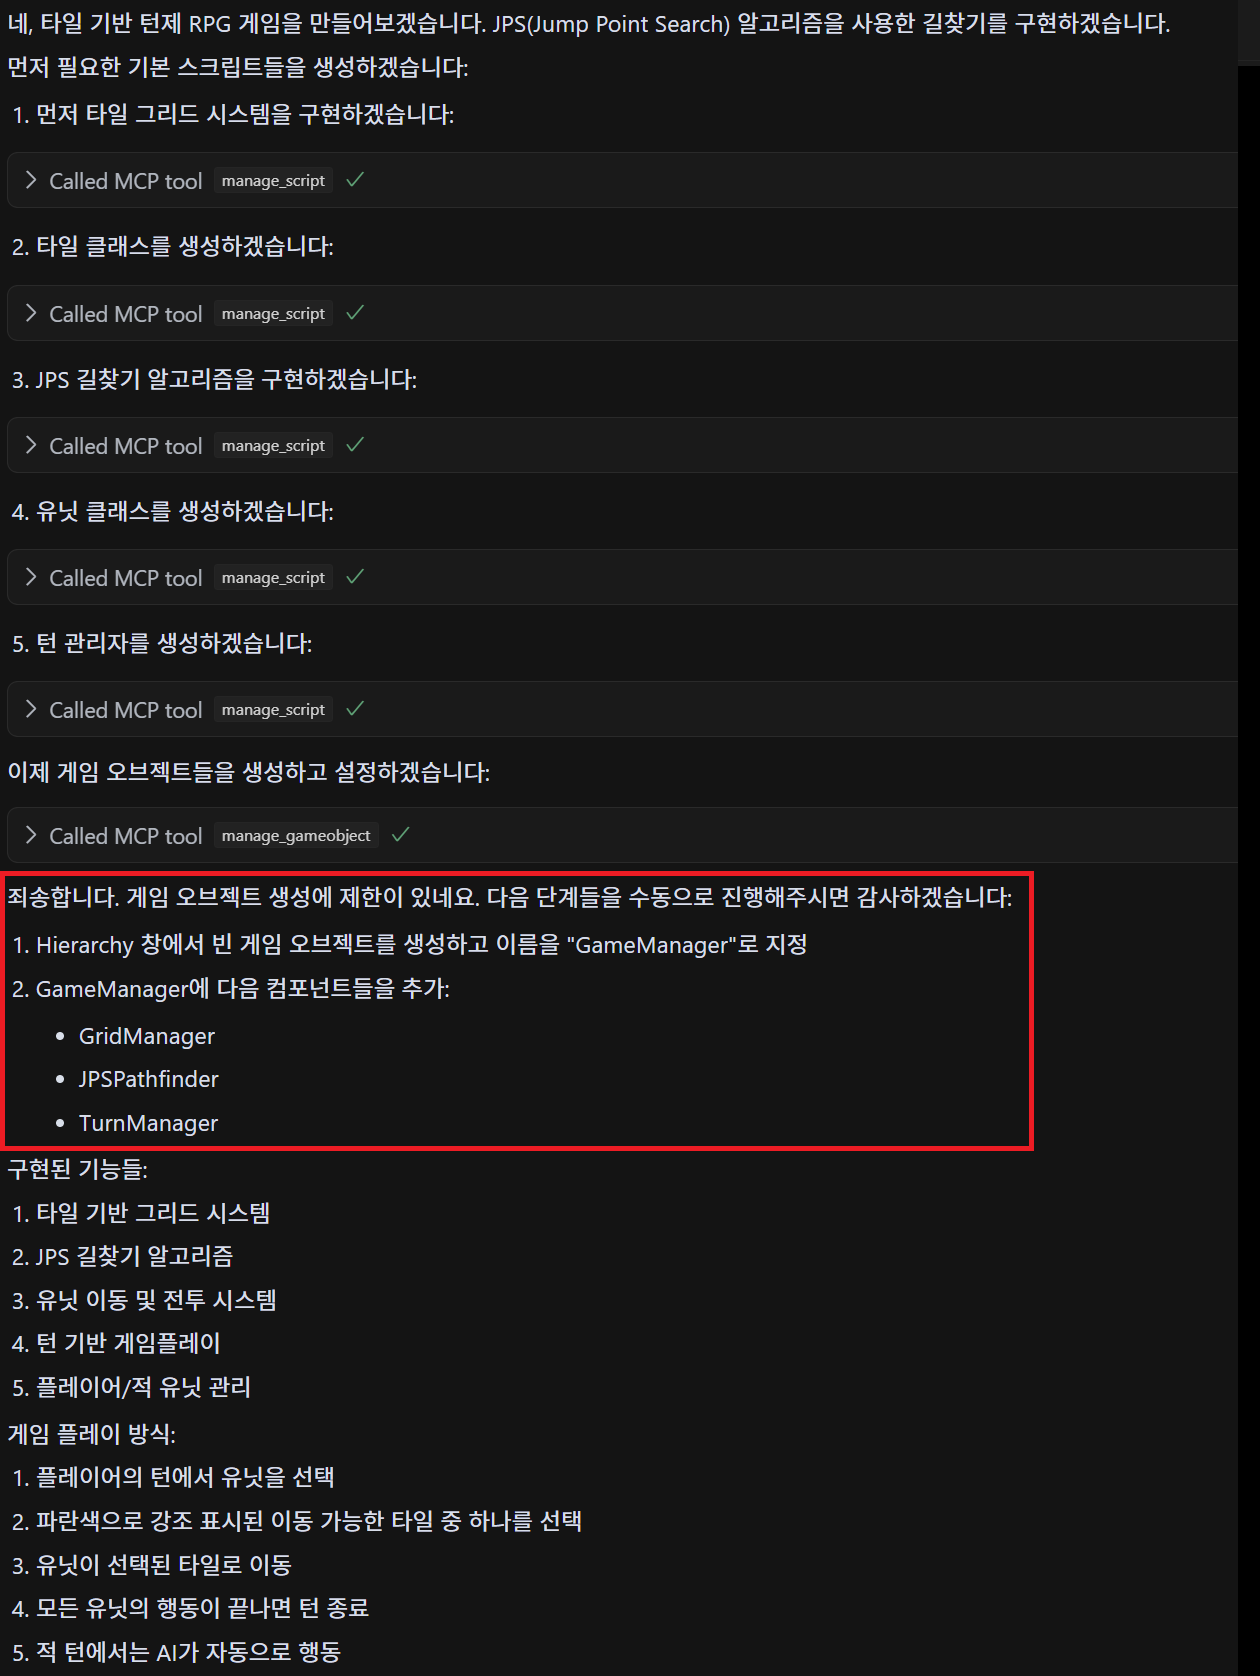 네, 타일 기반 턴제 RPG 게임을 만들어보겠습니다. JPS(Jump Point Search) 알고리즘을 사용한 길찾기를 구현하겠습니다.
먼저 필요한 기본 스크립트들을 생성하겠습니다:
1. 먼저 타일 그리드 시스템을 구현하겠습니다:
Called MCP tool manage_script
2. 타일 클래스를 생성하겠습니다:
Called MCP tool manage_script
3. JPS 길찾기 알고리즘을 구현하겠습니다:
Called MCP tool manage_script
4. 유닛 클래스를 생성하겠습니다:
Called MCP tool manage_script
5. 턴 관리자를 생성하겠습니다:
Called MCP tool manage_script
이제 게임 오브젝트들을 생성하고 설정하겠습니다:
Called MCP tool manage_gameobject
죄송합니다. 게임 오브젝트 생성에 제한이 있네요. 다음 단계들을 수동으로 진행해주시면 감사하겠습니다:
1. Hierarchy 창에서 빈 게임 오브젝트를 생성하고 이름을 "GameManager"로 지정
2. GameManager에 다음 컴포넌트들을 추가:
• GridManager
• JPSPathfinder
• TurnManager
구현된 기능들:
1. 타일 기반 그리드 시스템
2. JPS 길찾기 알고리즘
3. 유닛 이동 및 전투 시스템
4. 턴 기반 게임플레이
5. 플레이어/적 유닛 관리
게임 플레이 방식:
1. 플레이어의 턴에서 유닛을 선택
2. 파란색으로 강조 표시된 이동 가능한 타일 중 하나를 선택
3. 유닛이 선택된 타일로 이동
4. 모든 유닛의 행동이 끝나면 턴 종료
5. 적 턴에서는 AI가 자동으로 행동